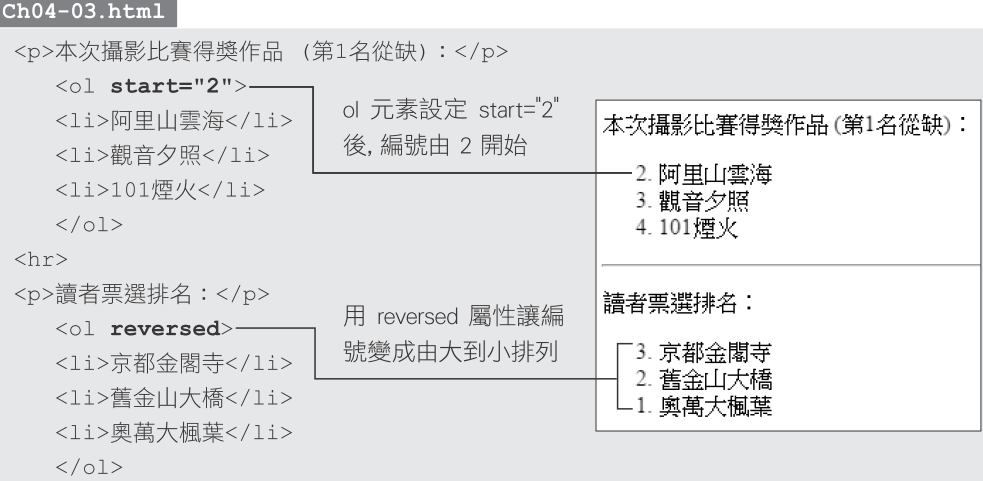 Ch04-03.html
<p>本次攝影比賽得獎作品 (第1名從缺)：</p>
<ol start="2">
<li>阿里山雲海</li>
<li>觀音夕照</li>
<li>101煙火</li>
</ol>
<hr>
<p>讀者票選排名：</p>
<ol reversed>
<li>京都金閣寺</li>
<li>舊金山大橋</li>
<li>奧萬大楓葉</li>
</ol>
ol 元素設定 start="2"
後, 編號由 2 開始
用 reversed 屬性讓編
號變成由大到小排列
本次攝影比賽得獎作品 (第1名從缺)：
2. 阿里山雲海
3. 觀音夕照
4. 101煙火
讀者票選排名：
3. 京都金閣寺
2. 舊金山大橋
1. 奧萬大楓葉